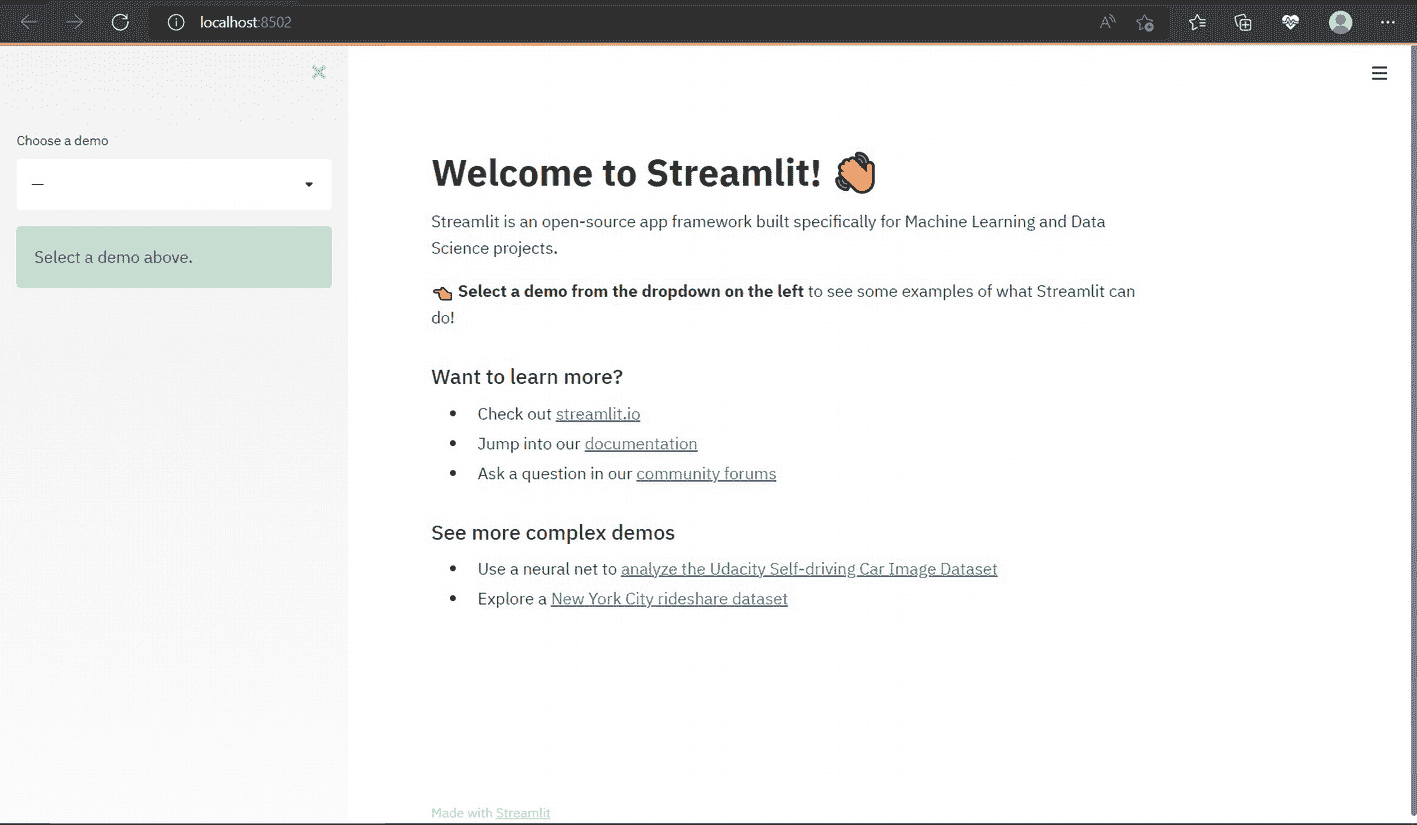 localhost:8502
Choose a demo
—
Select a demo above.
Welcome to Streamlit! 👋
Streamlit is an open-source app framework built specifically for Machine Learning and Data
Science projects.
👈 Select a demo from the dropdown on the left to see some examples of what Streamlit can
do!
Want to learn more?
• Check out streamlit.io
• Jump into our documentation
• Ask a question in our community forums
See more complex demos
• Use a neural net to analyze the Udacity Self-driving Car Image Dataset
• Explore a New York City rideshare dataset
Made with Streamlit